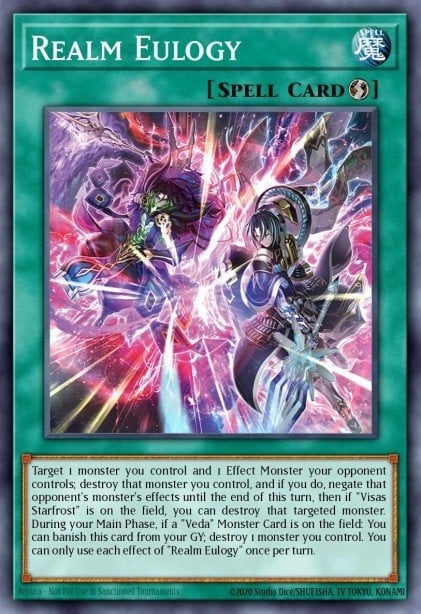 REALM EULOGY
SPELL
魔
[SPELL CARD]
Target 1 monster you control and 1 Effect Monster your opponent
controls; destroy that monster you control, and if you do, negate that
opponent's monster's effects until the end of this turn, then if "Visas
Starfrost" is on the field, you can destroy that targeted monster.
During your Main Phase, if a "Veda" Monster Card is on the field: You
can banish this card from your GY; destroy 1 monster you control. You
can only use each effect of "Realm Eulogy" once per turn.
Replica - Not For Use in Sanctioned Tournaments
©2020 Studio Dice/SHUEISHA, TV TOKYO, KONAMI